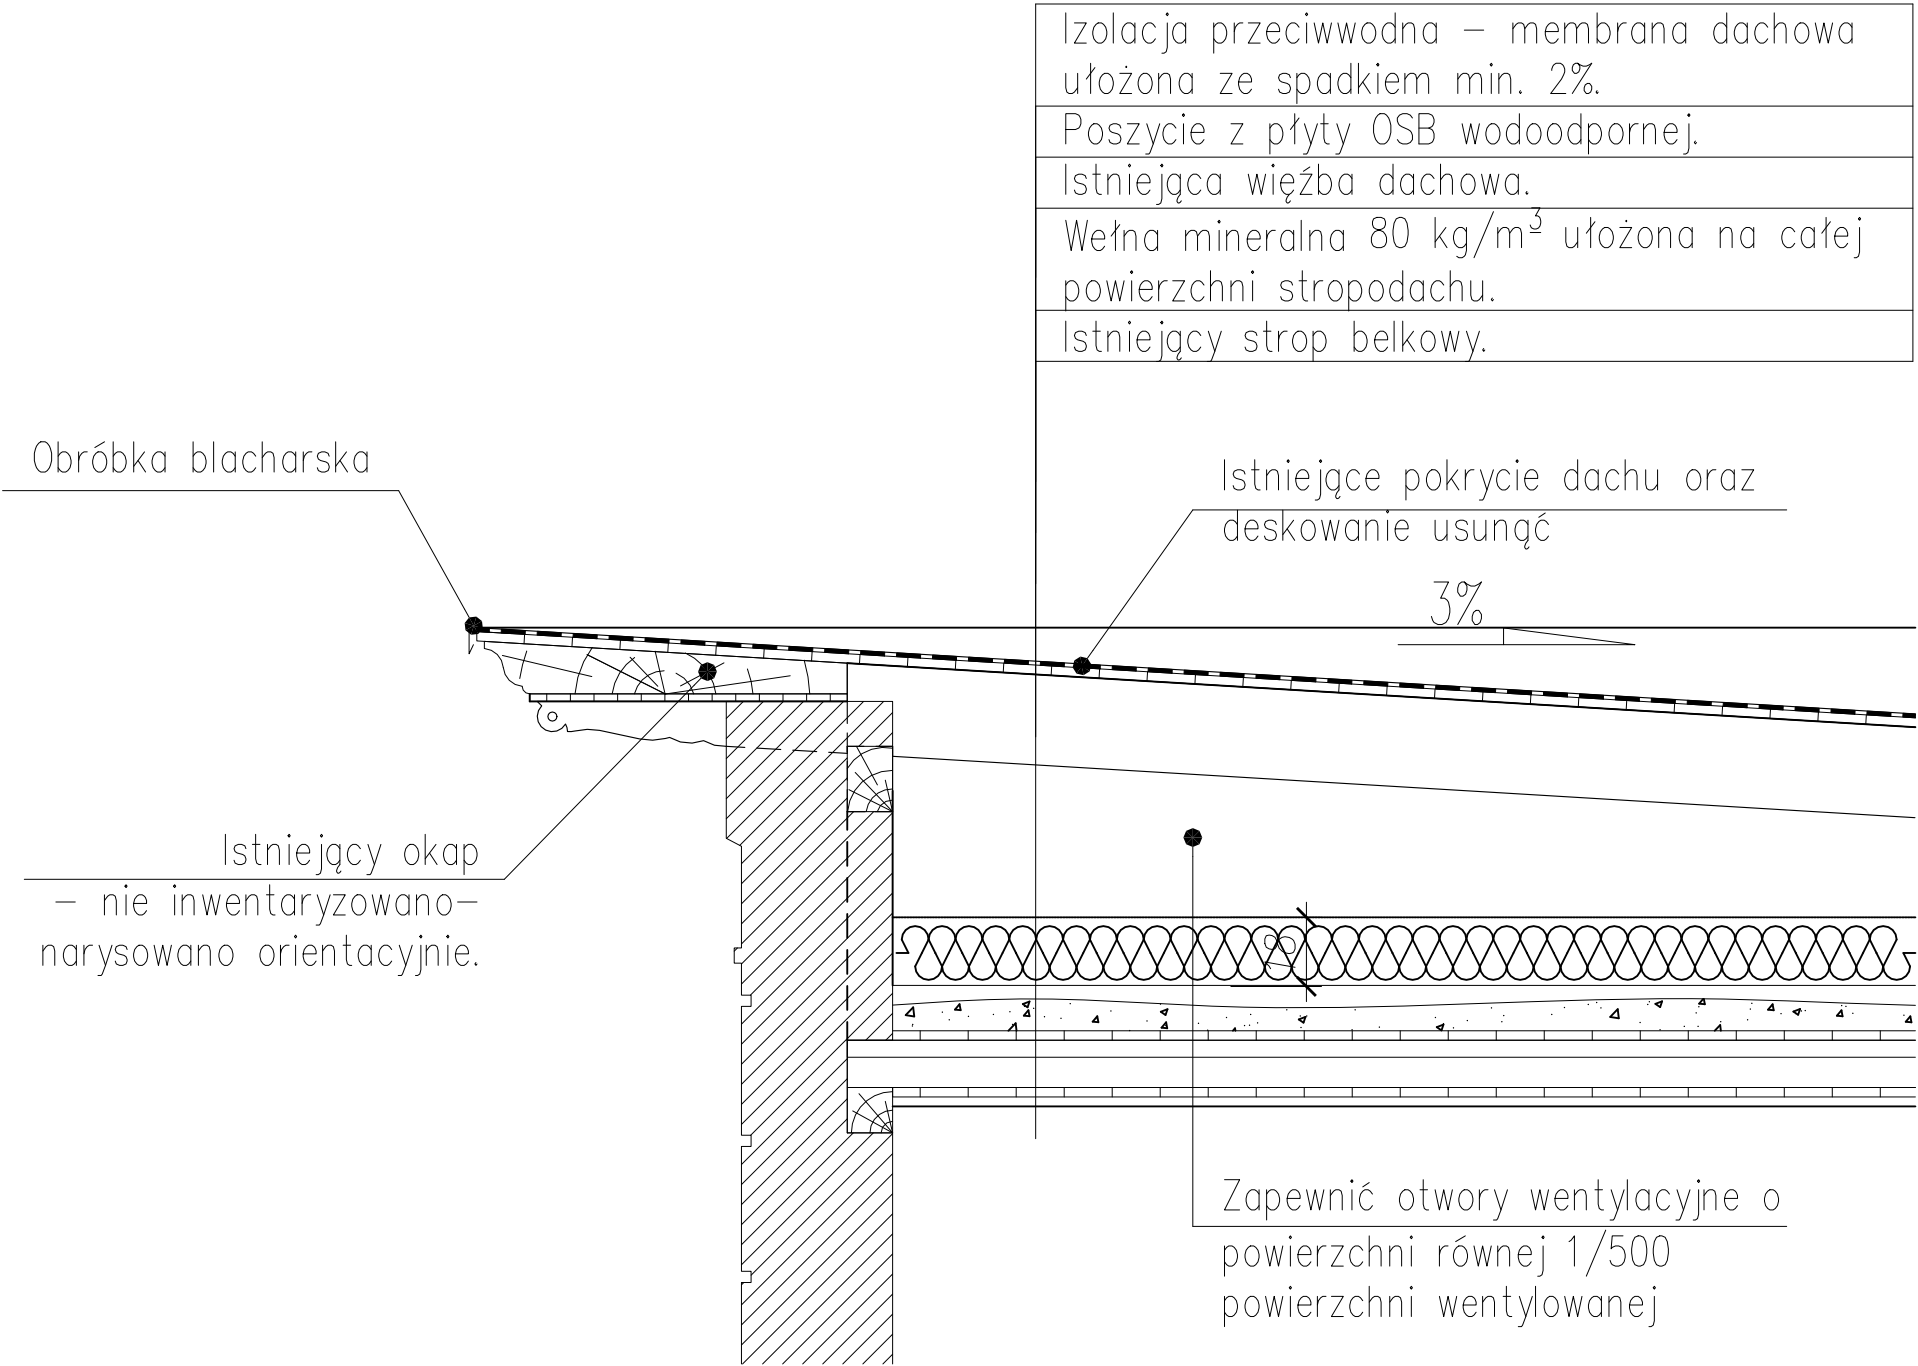 Izolacja przeciwwodna – membrana dachowa
ułożona ze spadkiem min. 2%.
Poszycie z płyty OSB wodoodpornej.
Istniejąca więźba dachowa.
Wełna mineralna 80 kg/m³ ułożona na całej
powierzchni stropodachu.
Istniejący strop belkowy.
Obróbka blacharska
Istniejące pokrycie dachu oraz
deskowanie usunąć
3%
Istniejący okap
– nie inwentaryzowano–
narysowano orientacyjnie.
18
Zapewnić otwory wentylacyjne o
powierzchni równej 1/500
powierzchni wentylowanej